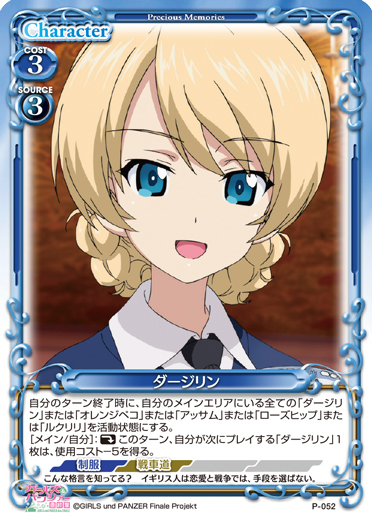 Precious Memories
Character
COST
3
SOURCE
3
ダージリン
自分のターン終了時に、自分のメインエリアにいる全ての「ダージリ
ン」または「オレンジペコ」または「アッサム」または「ローズヒップ」また
は「ルクリリ」を活動状態にする。
[メイン/自分]:このターン、自分が次にプレイする「ダージリン」1
枚は、使用コスト-5を得る。
制服 戦車道
こんな格言を知ってる? イギリス人は恋愛と戦争では、手段を選ばない。
©GIRLS und PANZER Finale Projekt
P-052